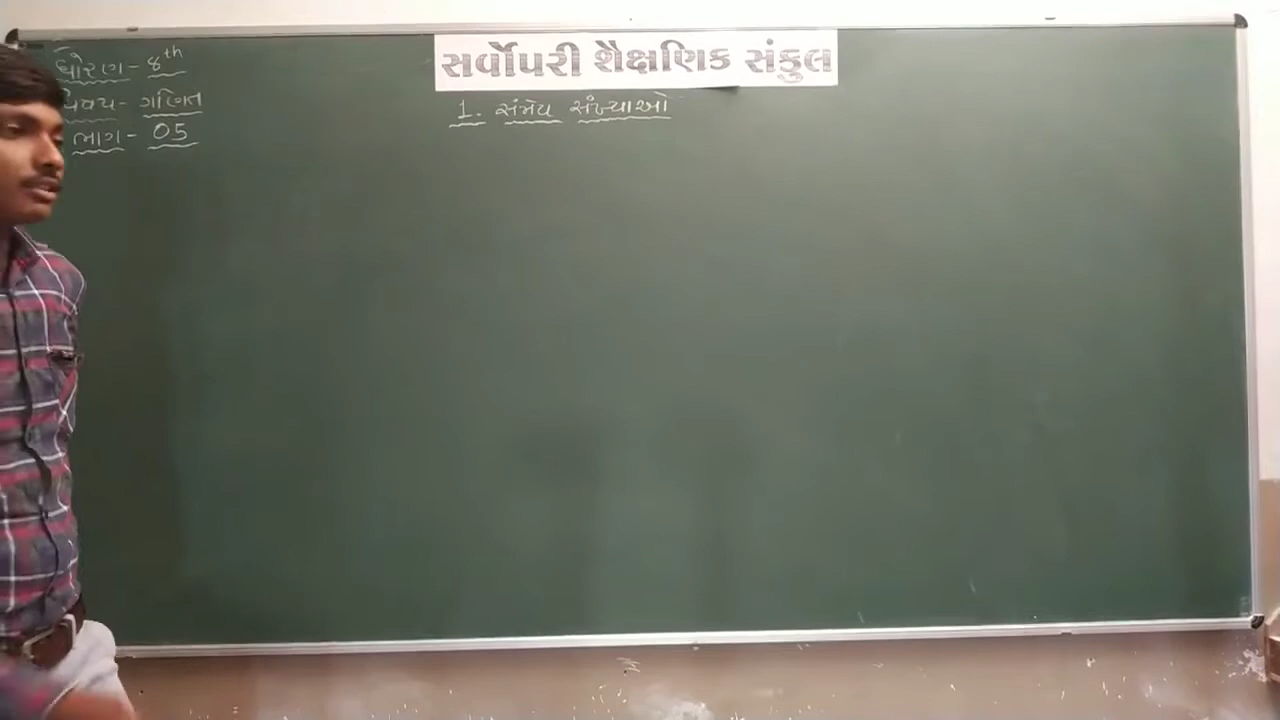 સર્વોપરી શૈક્ષણિક સંકુલ
ધોરણ - 8th
વિષય - ગણિત
ભાગ - 05
1. સંમેય સંખ્યાઓ